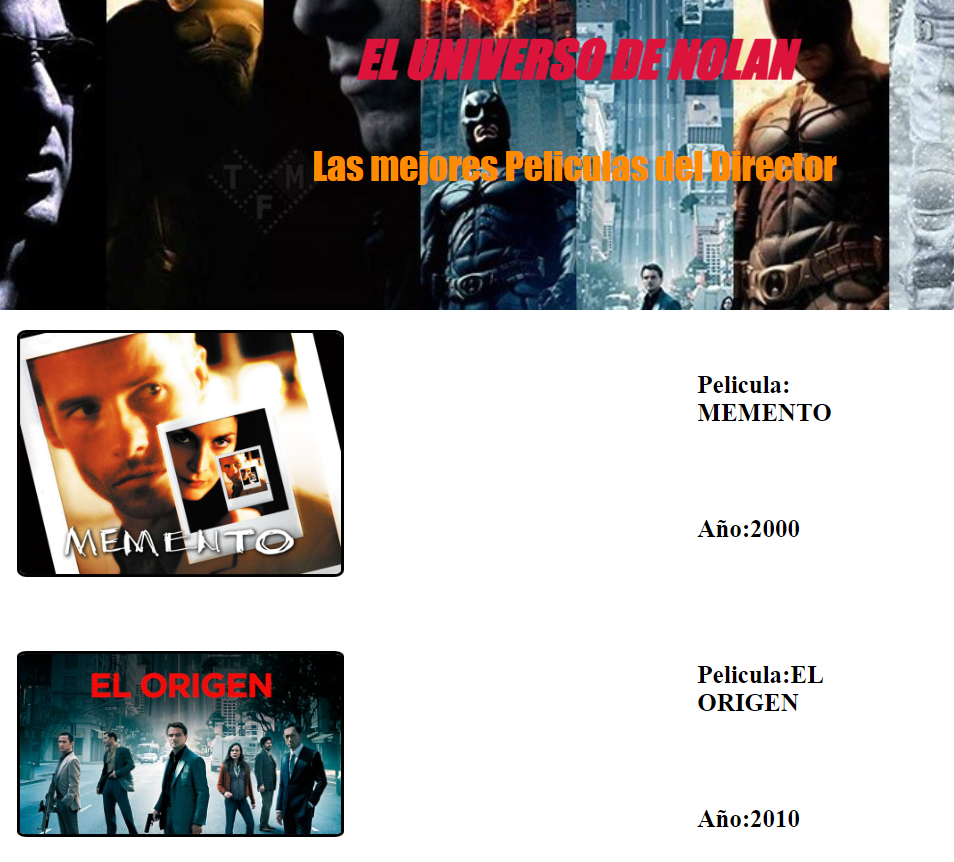 EL UNIVERSO DE NOLAN
Las mejores Peliculas del Director
T M
F
MEMENTO
Pelicula:
MEMENTO
Año:2000
EL ORIGEN
Pelicula:EL
ORIGEN
Año:2010